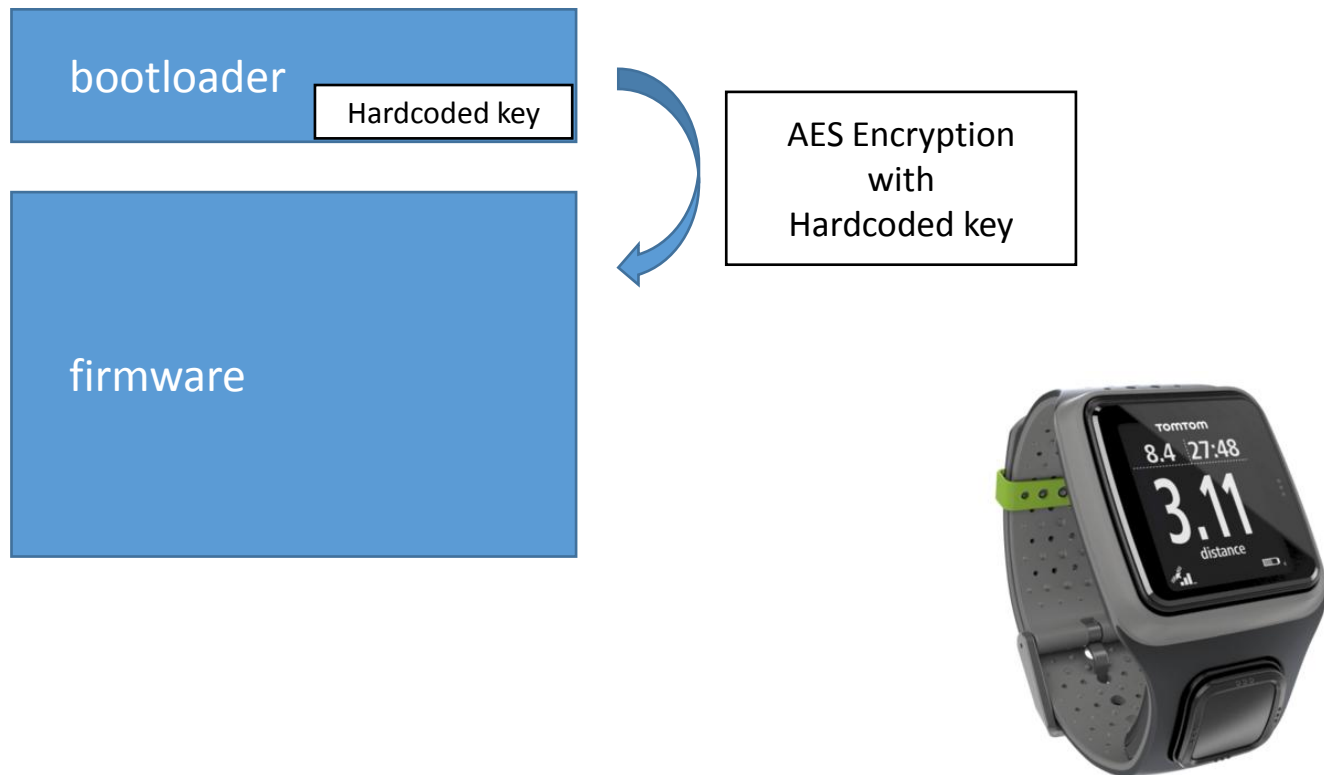 bootloader
Hardcoded key
AES Encryption
with
Hardcoded key
firmware
TOMTOM
8.4 27:48
3.11
distance